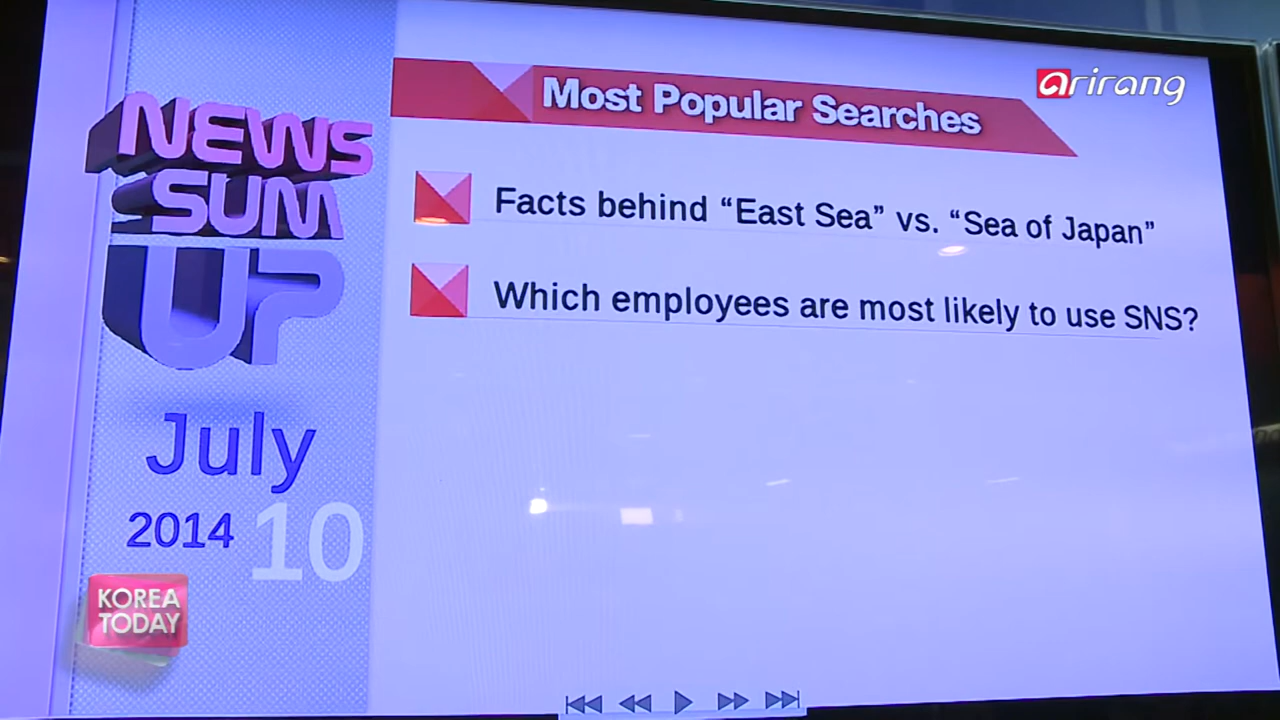 arirang
Most Popular Searches
NEWS
SUM
UP
Facts behind “East Sea” vs. “Sea of Japan”
Which employees are most likely to use SNS?
July
2014 10
KOREA
TODAY